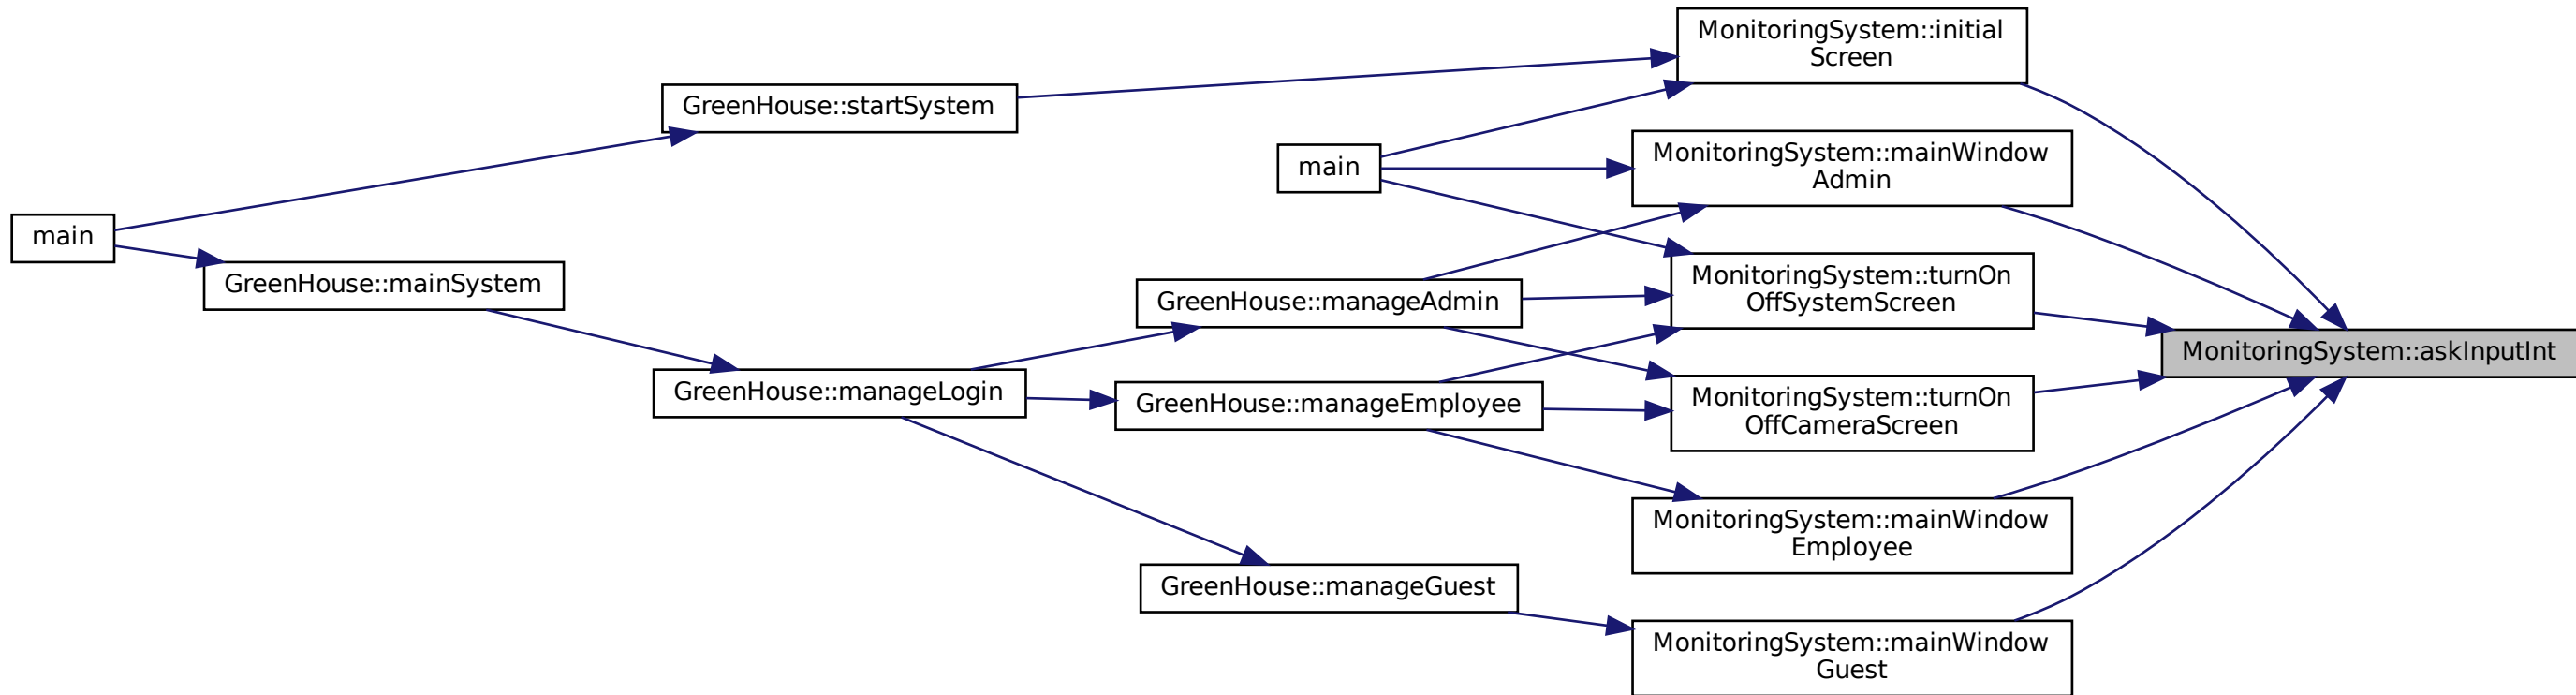 MonitoringSystem::initial
Screen
GreenHouse::startSystem
main
MonitoringSystem::mainWindow
Admin
main
GreenHouse::mainSystem
GreenHouse::manageAdmin
MonitoringSystem::turnOn
OffSystemScreen
MonitoringSystem::askInputInt
GreenHouse::manageLogin
GreenHouse::manageEmployee
MonitoringSystem::turnOn
OffCameraScreen
MonitoringSystem::mainWindow
Employee
GreenHouse::manageGuest
MonitoringSystem::mainWindow
Guest